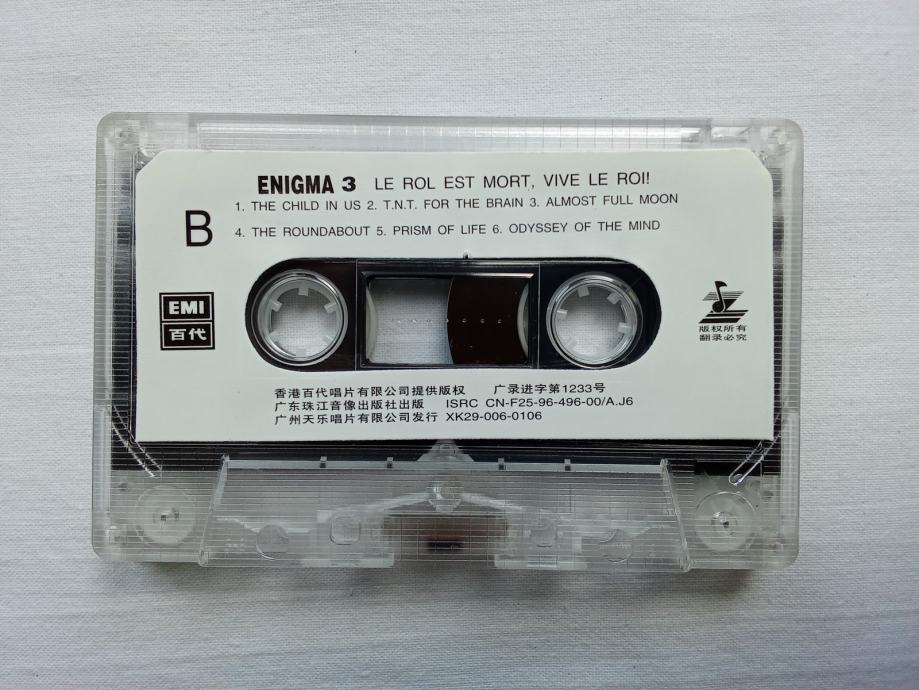 ENIGMA 3 LE ROL EST MORT, VIVE LE ROI!
1. THE CHILD IN US 2. T.N.T. FOR THE BRAIN 3. ALMOST FULL MOON
B
4. THE ROUNDABOUT 5. PRISM OF LIFE 6. ODYSSEY OF THE MIND
EMI
百代
版权所有
翻录必究
香港百代唱片有限公司提供版权 广录进字第1233号
广东珠江音像出版社出版 ISRC CN-F25-96-496-00/A.J6
广州天乐唱片有限公司发行 XK29-006-0106